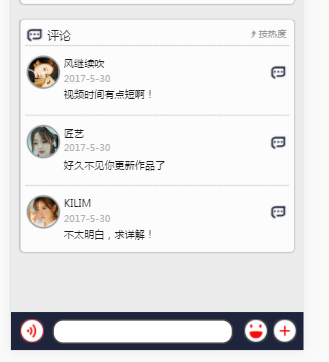 评论
按热度
风继续吹
2017-5-30
视频时间有点短啊！
匠艺
2017-5-30
好久不见你更新作品了
KILIM
2017-5-30
不太明白，求详解！